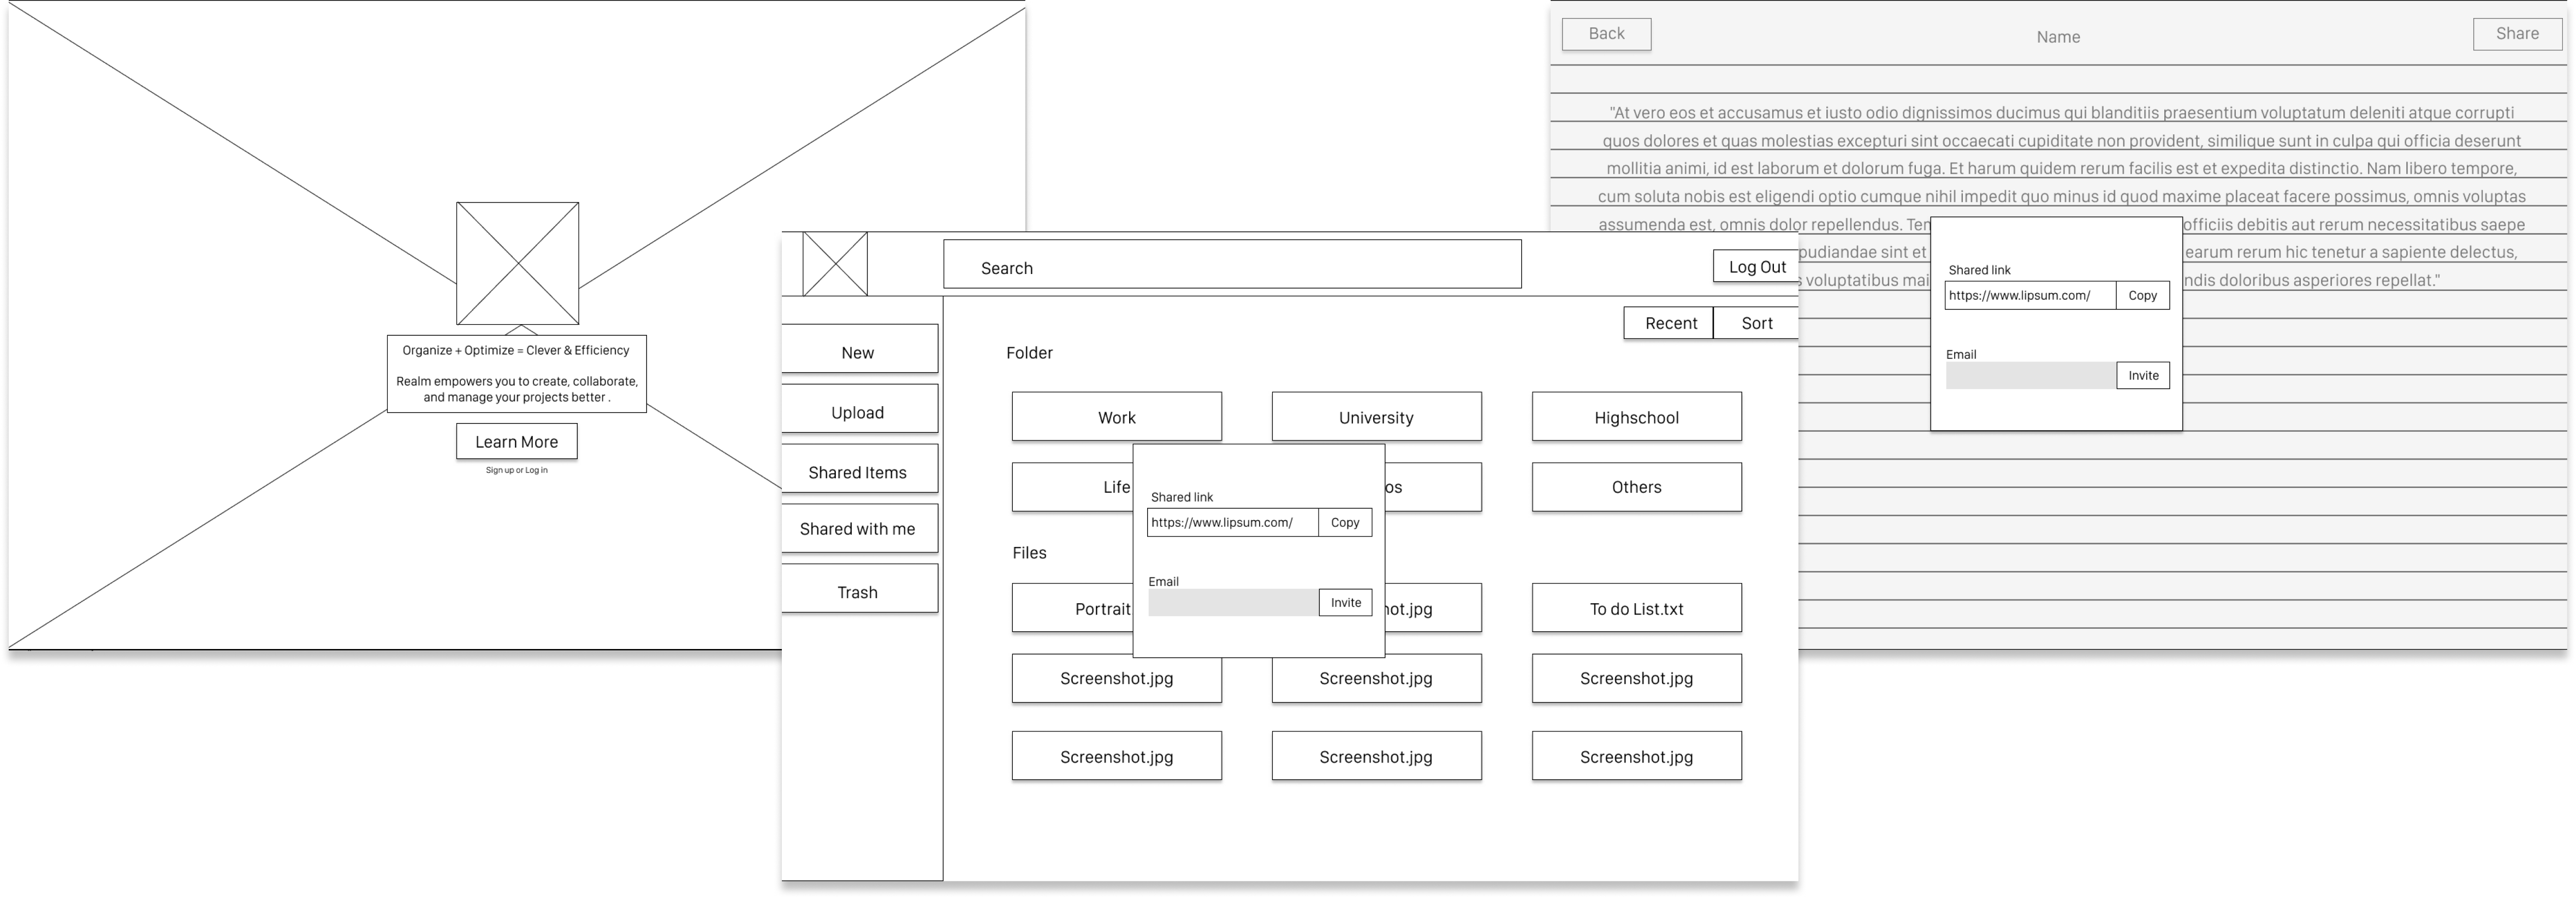 Organize + Optimize = Clever & Efficiency
Realm empowers you to create, collaborate,
and manage your projects better .
Learn More
Sign up or Log in
Search
Log Out
Recent
Sort
New
Upload
Shared Items
Shared with me
Trash
Folder
Work
University
Highschool
Life
os
Others
Files
Portrait
hot.jpg
To do List.txt
Screenshot.jpg
Screenshot.jpg
Screenshot.jpg
Screenshot.jpg
Screenshot.jpg
Screenshot.jpg
Shared link
https://www.lipsum.com/
Copy
Email
Invite
Back
Name
Share
"At vero eos et accusamus et iusto odio dignissimos ducimus qui blanditiis praesentium voluptatum deleniti atque corrupti
quos dolores et quas molestias excepturi sint occaecati cupiditate non provident, similique sunt in culpa qui officia deserunt
mollitia animi, id est laborum et dolorum fuga. Et harum quidem rerum facilis est et expedita distinctio. Nam libero tempore,
cum soluta nobis est eligendi optio cumque nihil impedit quo minus id quod maxime placeat facere possimus, omnis voluptas
assumenda est, omnis dolor repellendus. Tem officiis debitis aut rerum necessitatibus saepe
pudiandae sint et earum rerum hic tenetur a sapiente delectus,
s voluptatibus mai ndis doloribus asperiores repellat."
Shared link
https://www.lipsum.com/
Copy
Email
Invite